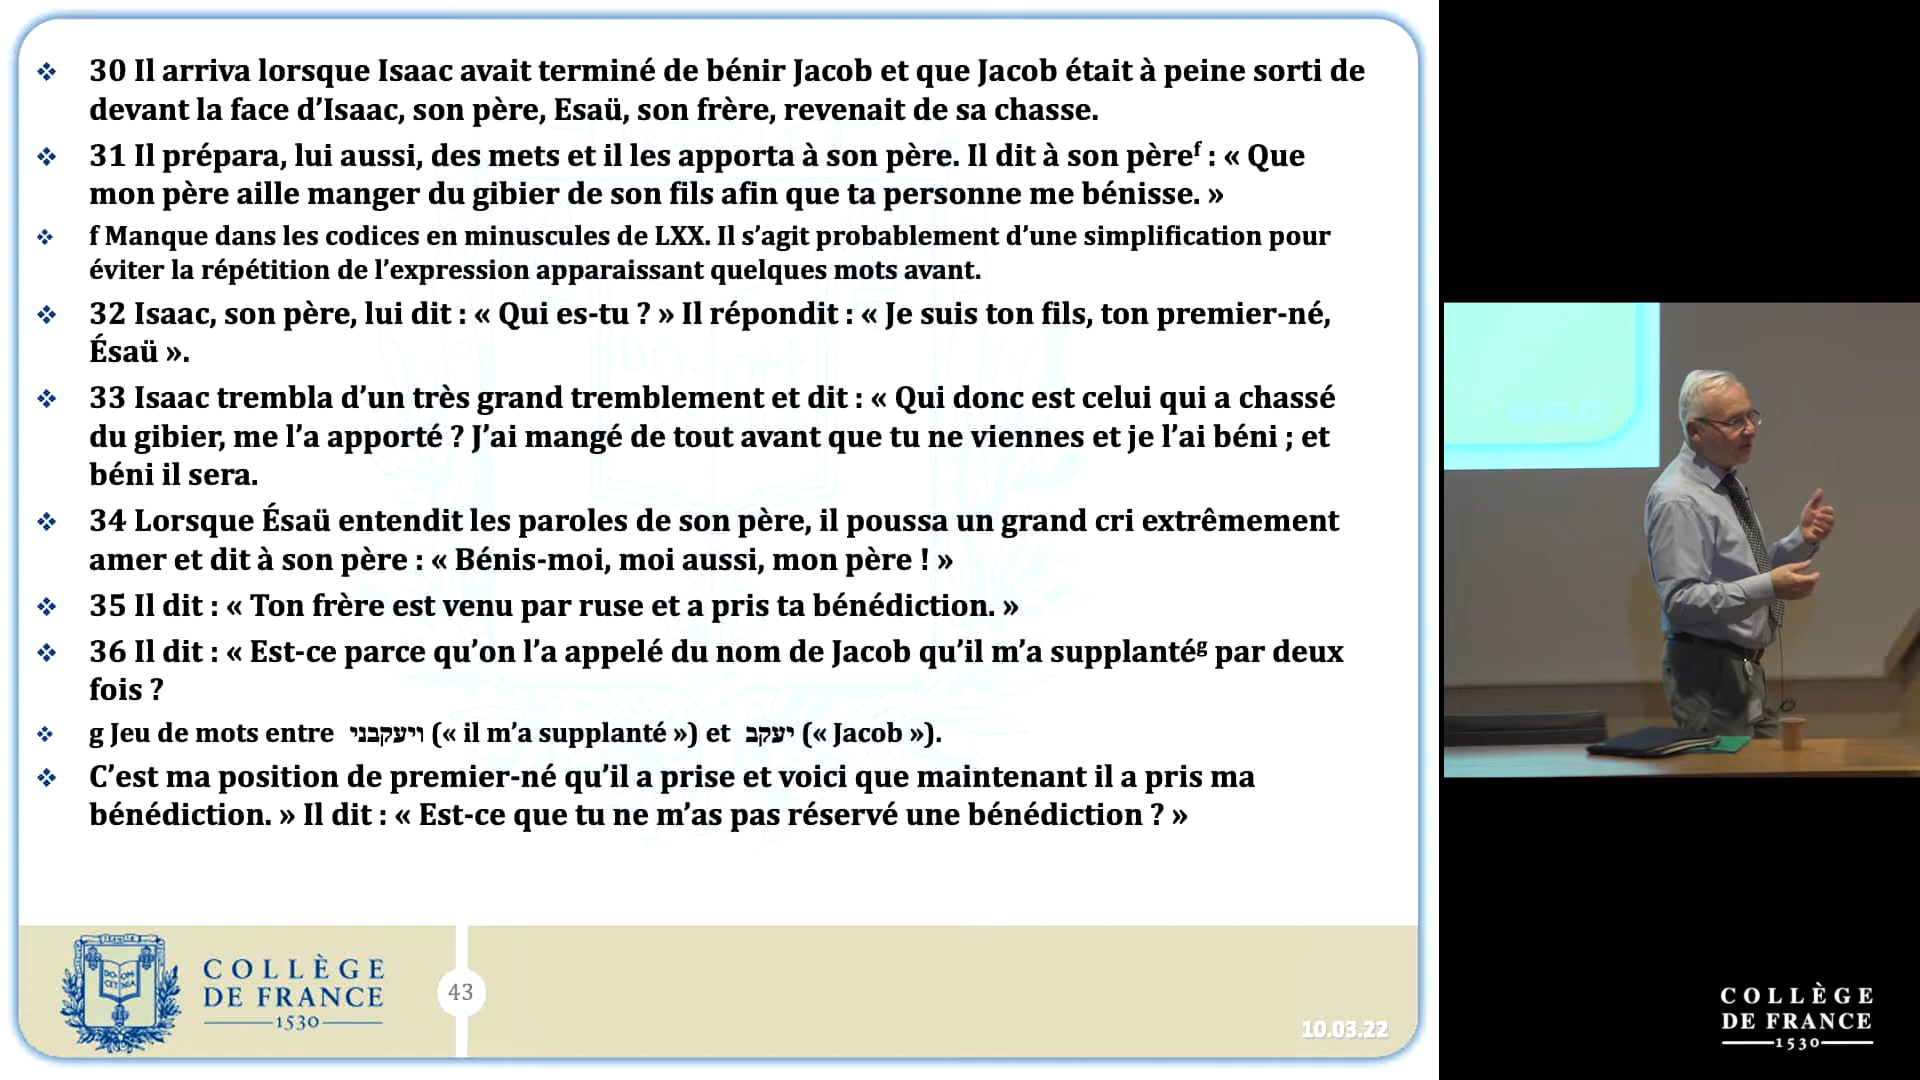 30 Il arriva lorsque Isaac avait terminé de bénir Jacob et que Jacob était à peine sorti de
devant la face d’Isaac, son père, Esaü, son frère, revenait de sa chasse.
31 Il prépara, lui aussi, des mets et il les apporta à son père. Il dit à son pèreᶠ : « Que
mon père aille manger du gibier de son fils afin que ta personne me bénisse. »
f Manque dans les codices en minuscules de LXX. Il s’agit probablement d’une simplification pour
éviter la répétition de l’expression apparaissant quelques mots avant.
32 Isaac, son père, lui dit : « Qui es-tu ? » Il répondit : « Je suis ton fils, ton premier-né,
Ésaü ».
33 Isaac trembla d’un très grand tremblement et dit : « Qui donc est celui qui a chassé
du gibier, me l’a apporté ? J’ai mangé de tout avant que tu ne viennes et je l’ai béni ; et
béni il sera.
34 Lorsque Ésaü entendit les paroles de son père, il poussa un grand cri extrêmement
amer et dit à son père : « Bénis-moi, moi aussi, mon père ! »
35 Il dit : « Ton frère est venu par ruse et a pris ta bénédiction. »
36 Il dit : « Est-ce parce qu’on l’a appelé du nom de Jacob qu’il m’a supplantéᵍ par deux
fois ?
g Jeu de mots entre ויעקבני (« il m’a supplanté ») et יעקב (« Jacob »).
C’est ma position de premier-né qu’il a prise et voici que maintenant il a pris ma
bénédiction. » Il dit : « Est-ce que tu ne m’as pas réservé une bénédiction ? »
COLLÈGE
DE FRANCE
1530
43
10.03.22
10.03.22
COLLÈGE
DE FRANCE
1530